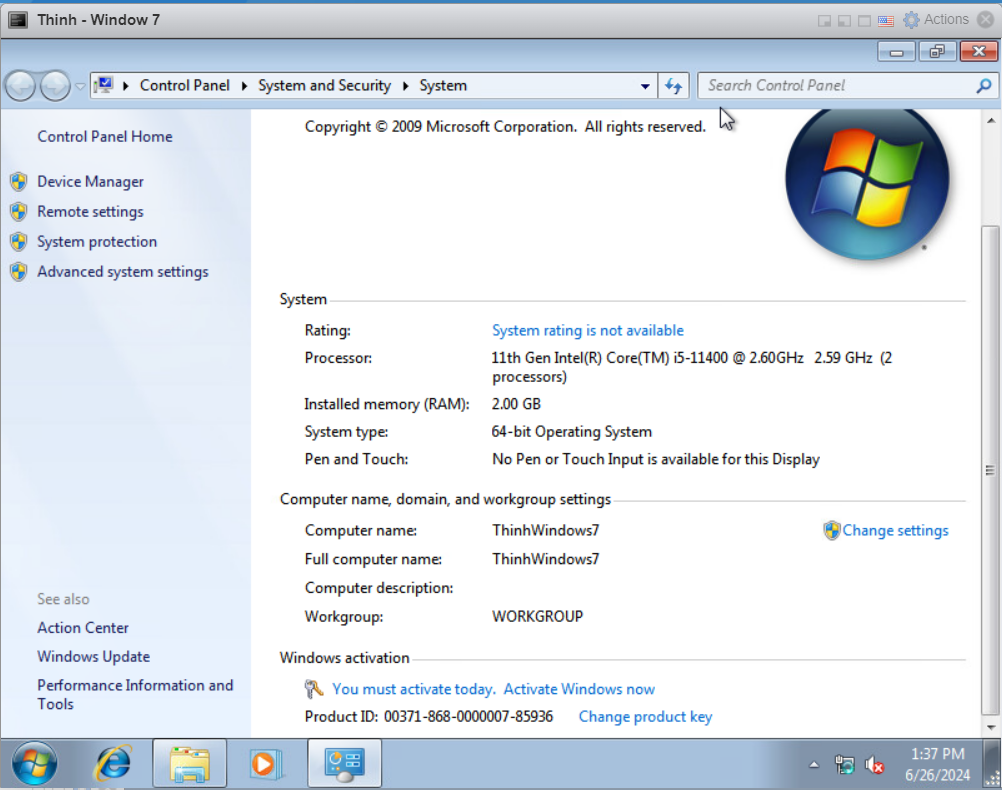 Thinh - Window 7
Actions
Control Panel
System and Security
System
Search Control Panel
Control Panel Home
Device Manager
Remote settings
System protection
Advanced system settings
See also
Action Center
Windows Update
Performance Information and
Tools
Copyright © 2009 Microsoft Corporation. All rights reserved.
System
Rating: System rating is not available
Processor: 11th Gen Intel(R) Core(TM) i5-11400 @ 2.60GHz 2.59 GHz (2
processors)
Installed memory (RAM): 2.00 GB
System type: 64-bit Operating System
Pen and Touch: No Pen or Touch Input is available for this Display
Computer name, domain, and workgroup settings
Computer name: ThinhWindows7 Change settings
Full computer name: ThinhWindows7
Computer description:
Workgroup: WORKGROUP
Windows activation
You must activate today. Activate Windows now
Product ID: 00371-868-0000007-85936 Change product key
1:37 PM
6/26/2024